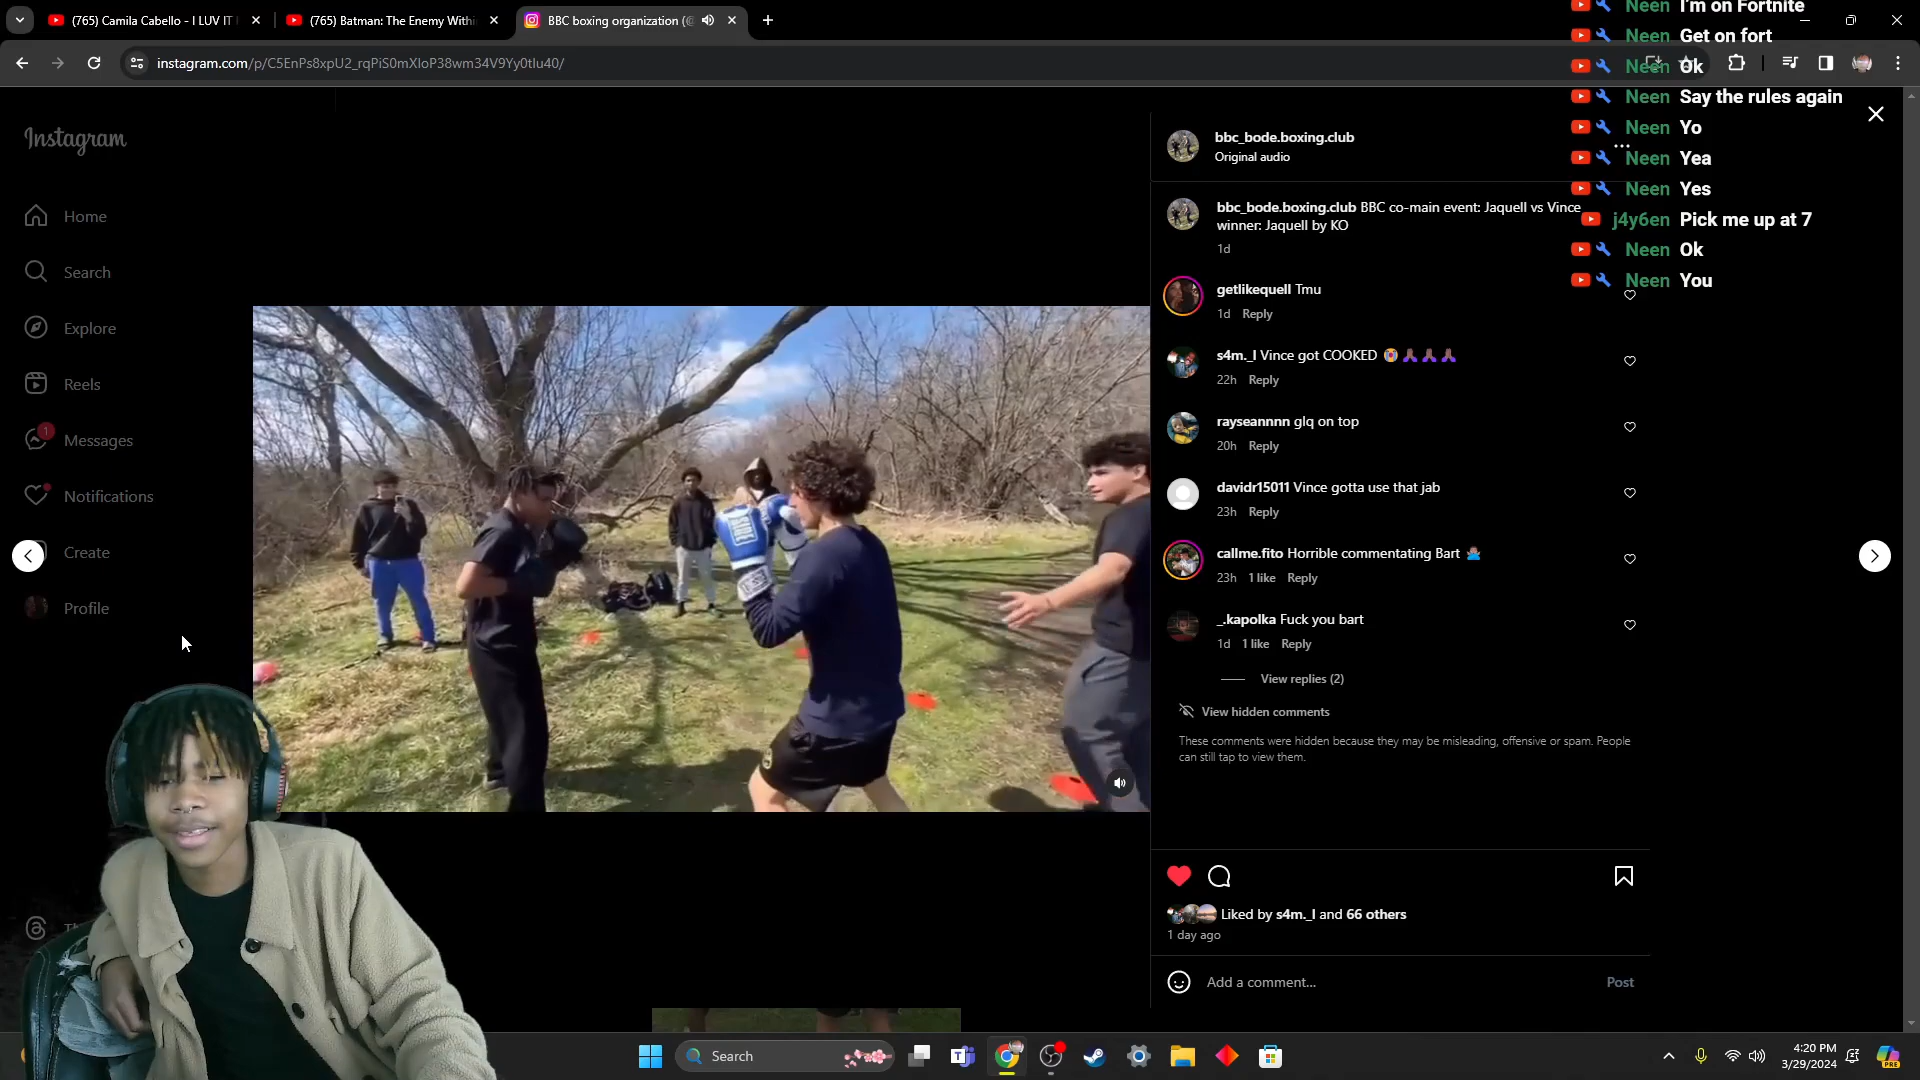 (765) Camila Cabello - I LUV IT
(765) Batman: The Enemy Withi
BBC boxing organization (@
instagram.com/p/C5EnPs8xpU2_rqPiS0mXIoP38wm34V9Yy0tIu40/
Neen I'm on Fortnite
Neen Get on fort
Neen Ok
Neen Say the rules again
Neen Yo
Neen Yea
Neen Yes
j4y6en Pick me up at 7
Neen Ok
Neen You
Instagram
Home
Search
Explore
Reels
1
Messages
Notifications
Create
Profile
bbc_bode.boxing.club
Original audio
bbc_bode.boxing.club BBC co-main event: Jaquell vs Vince
winner: Jaquell by KO
1d
getlikequell Tmu
1d Reply
s4m._l Vince got COOKED 😭🙏🏾🙏🏾🙏🏾
22h Reply
rayseannnn glq on top
20h Reply
davidr15011 Vince gotta use that jab
23h Reply
callme.fito Horrible commentating Bart
23h 1 like Reply
_.kapolka Fuck you bart
1d 1 like Reply
View replies (2)
View hidden comments
These comments were hidden because they may be misleading, offensive or spam. People
can still tap to view them.
Liked by s4m._l and 66 others
1 day ago
Add a comment...
Post
Search
4:20 PM
3/29/2024
PRE